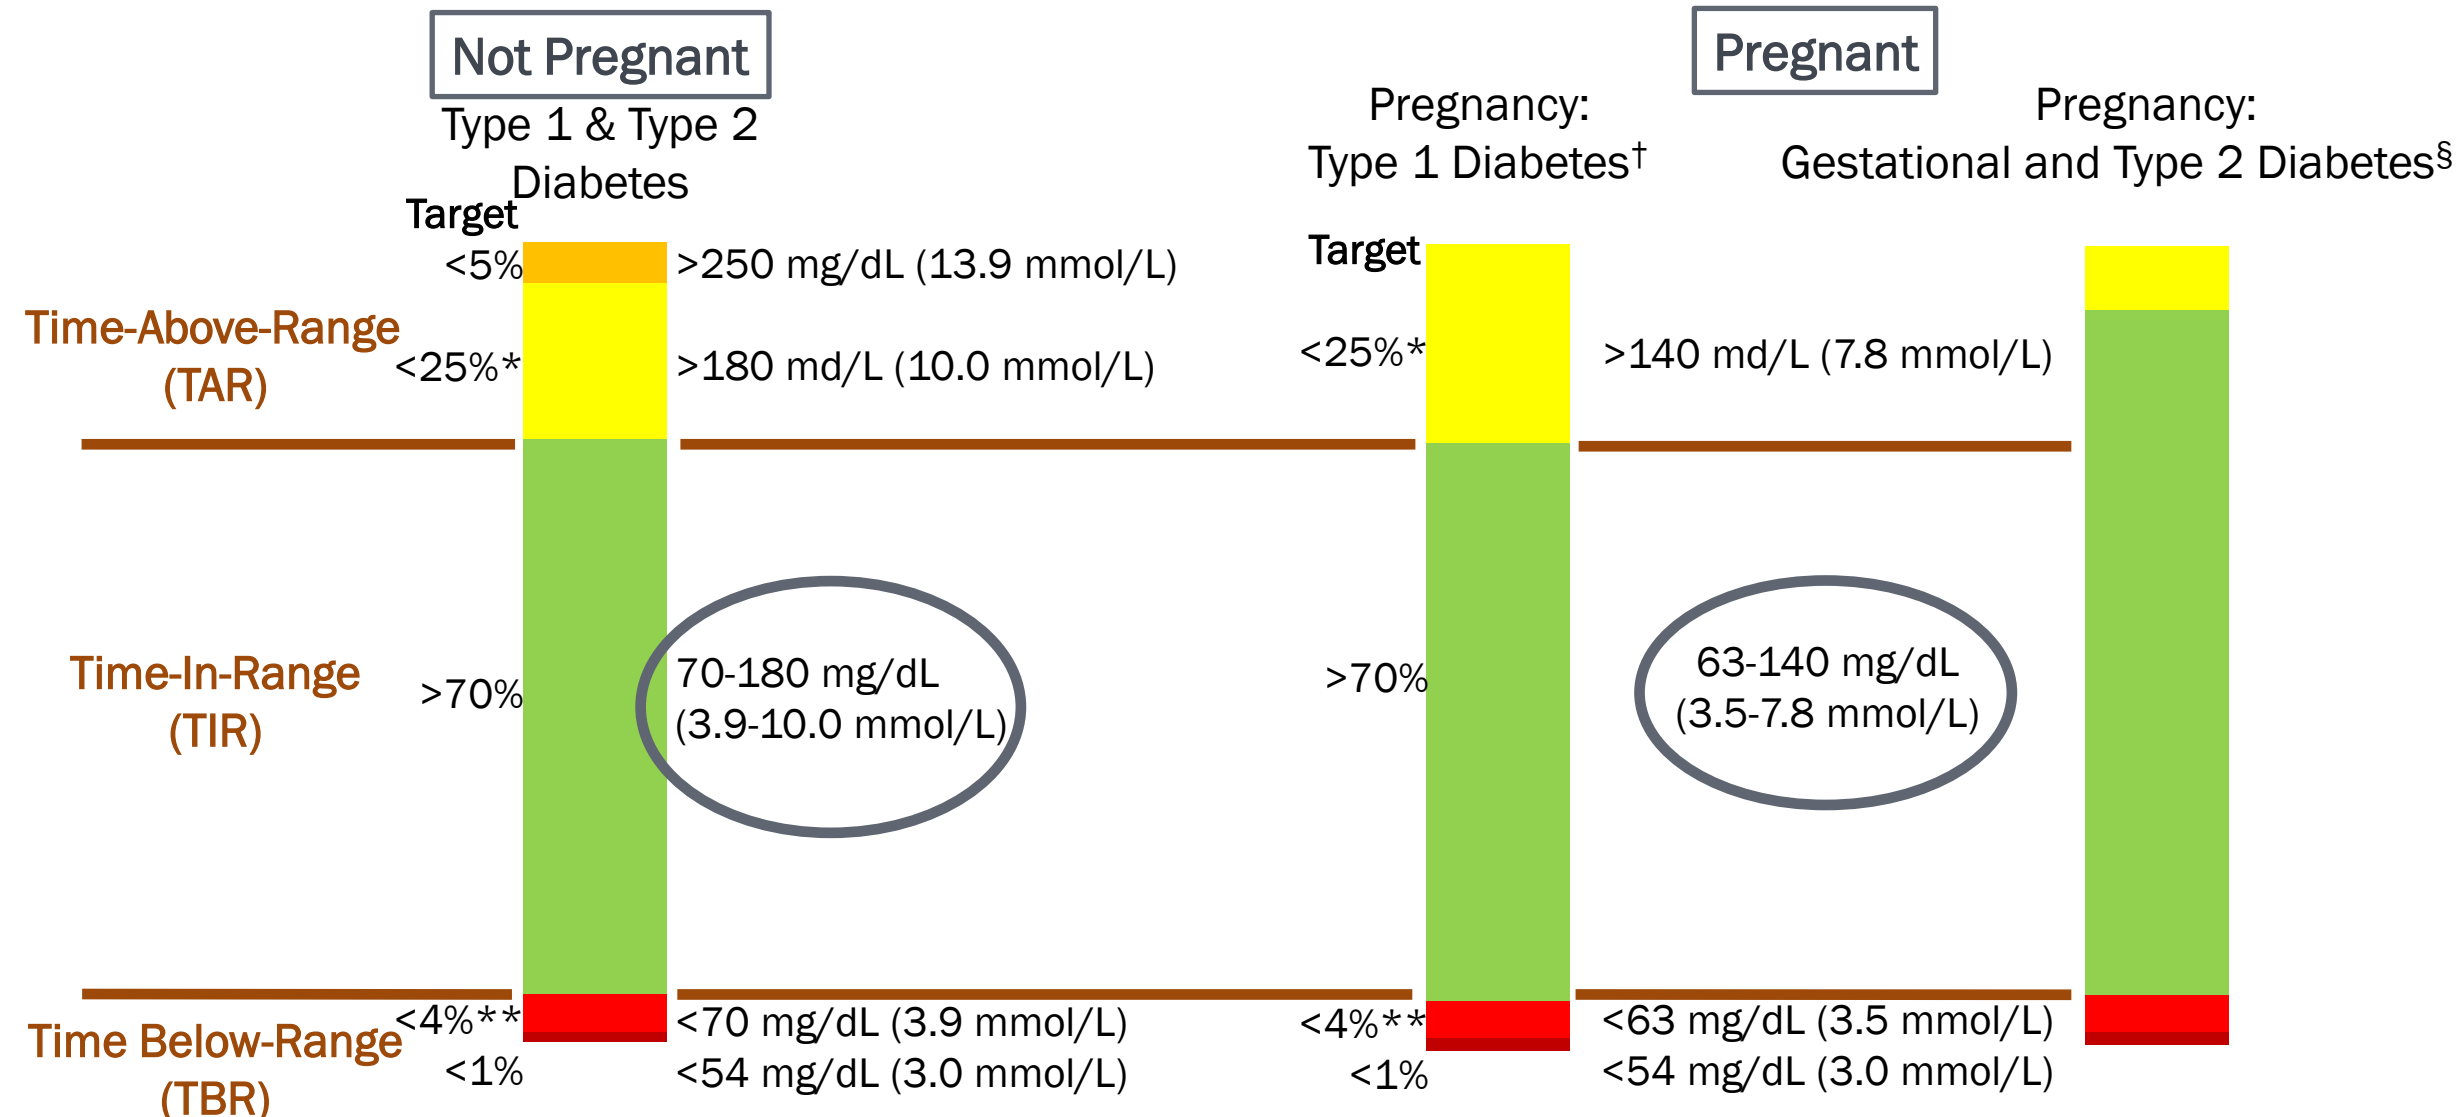 Not Pregnant
Type 1 & Type 2
Diabetes
Target
<5%
>250 mg/dL (13.9 mmol/L)
Time-Above-Range
(TAR)
<25%*
>180 md/L (10.0 mmol/L)
Time-In-Range
(TIR)
>70%
70-180 mg/dL
(3.9-10.0 mmol/L)
Time Below-Range
(TBR)
<4%**
<70 mg/dL (3.9 mmol/L)
<1%
<54 mg/dL (3.0 mmol/L)
Pregnant
Pregnancy:
Type 1 Diabetes†
Pregnancy:
Gestational and Type 2 Diabetes§
Target
<25%*
>140 md/L (7.8 mmol/L)
>70%
63-140 mg/dL
(3.5-7.8 mmol/L)
<4%**
<63 mg/dL (3.5 mmol/L)
<1%
<54 mg/dL (3.0 mmol/L)